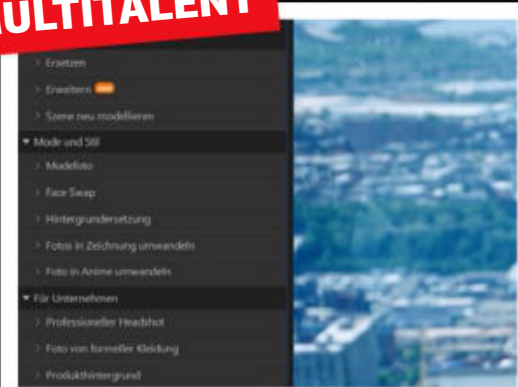 MULTITALENT
> Ersetzen
> Erweitern
> Szene neu modellieren
▼ Mode und Stil
> Modefoto
> Face Swap
> Hintergrundersetzung
> Fotos in Zeichnung umwandeln
> Foto in Anime umwandeln
▼ Für Unternehmen
> Professioneller Headshot
> Foto von formeller Kleidung
> Produkthintergrund